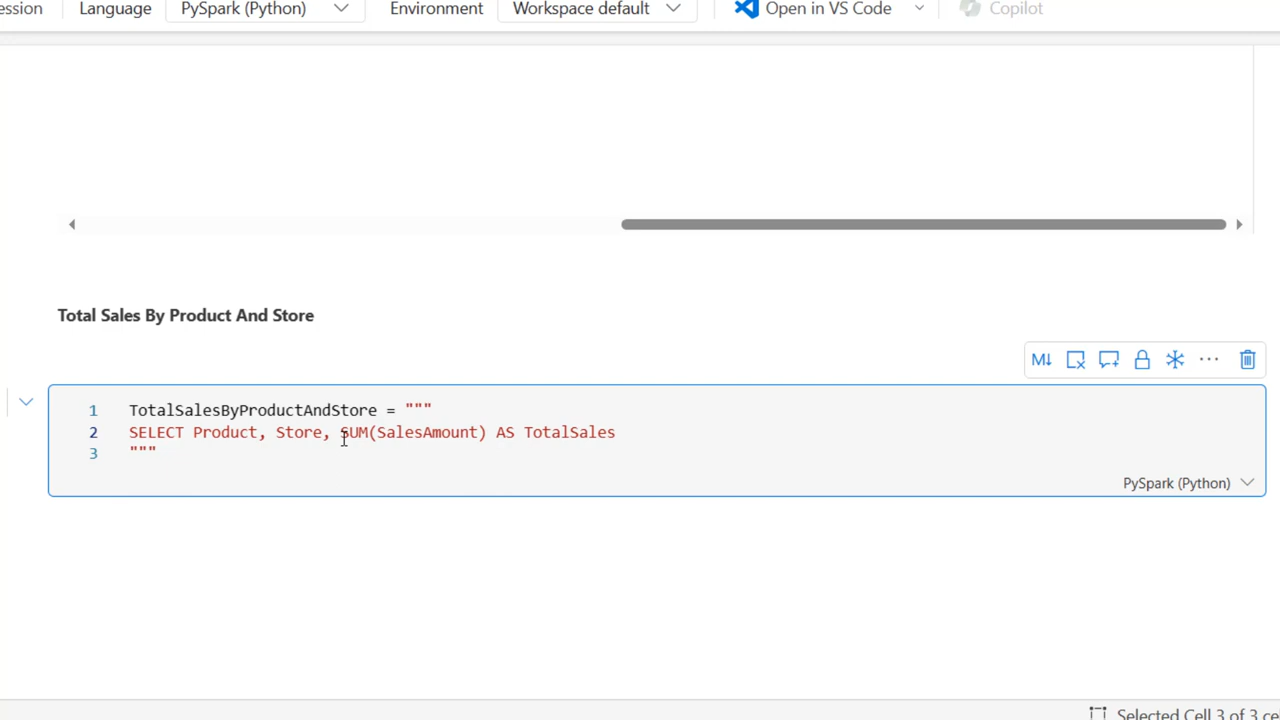 ession Language PySpark (Python) Environment Workspace default Open in VS Code Copilot
Total Sales By Product And Store
M↓
1 TotalSalesByProductAndStore = """
2 SELECT Product, Store, SUM(SalesAmount) AS TotalSales
3 """
PySpark (Python)
Selected Cell 3 of 3 ce